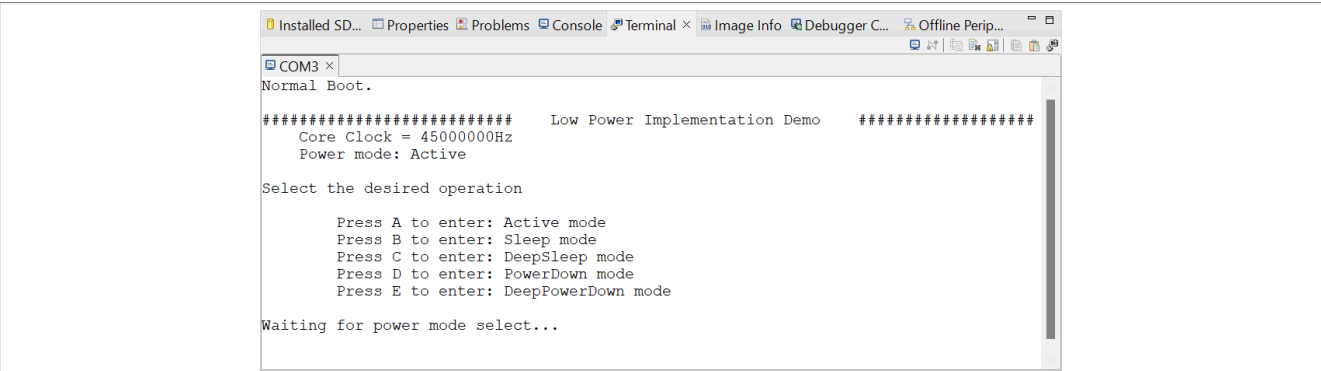 Installed SD... Properties Problems Console Terminal × Image Info Debugger C... Offline Perip...
COM3 ×
Normal Boot.
########################### Low Power Implementation Demo ###################
Core Clock = 45000000Hz
Power mode: Active
Select the desired operation
Press A to enter: Active mode
Press B to enter: Sleep mode
Press C to enter: DeepSleep mode
Press D to enter: PowerDown mode
Press E to enter: DeepPowerDown mode
Waiting for power mode select...